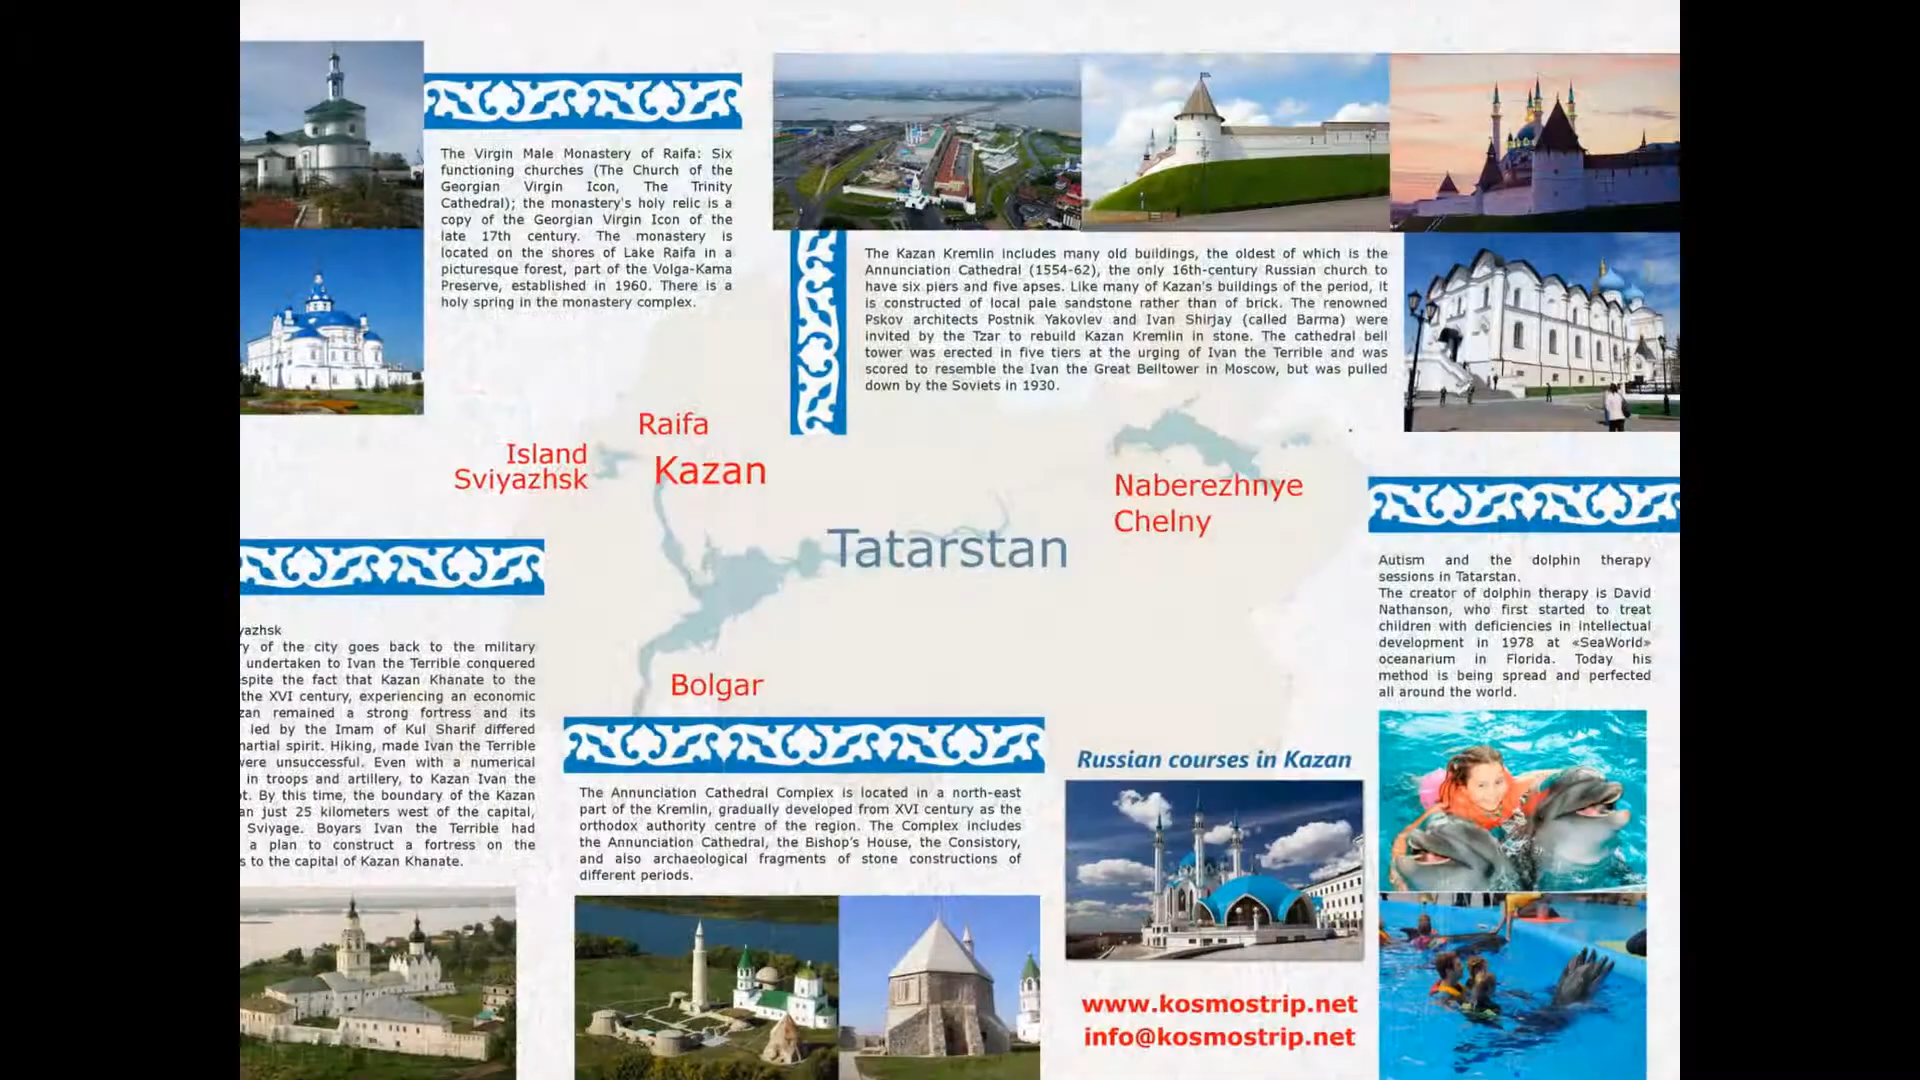 The Virgin Male Monastery of Raifa: Six
functioning churches (The Church of the
Georgian Virgin Icon, The Trinity
Cathedral); the monastery's holy relic is a
copy of the Georgian Virgin Icon of the
late 17th century. The monastery is
located on the shores of Lake Raifa in a
picturesque forest, part of the Volga-Kama
Preserve, established in 1960. There is a
holy spring in the monastery complex.
The Kazan Kremlin includes many old buildings, the oldest of which is the
Annunciation Cathedral (1554-62), the only 16th-century Russian church to
have six piers and five apses. Like many of Kazan's buildings of the period, it
is constructed of local pale sandstone rather than of brick. The renowned
Pskov architects Postnik Yakovlev and Ivan Shirjay (called Barma) were
invited by the Tzar to rebuild Kazan Kremlin in stone. The cathedral bell
tower was erected in five tiers at the urging of Ivan the Terrible and was
scored to resemble the Ivan the Great Belltower in Moscow, but was pulled
down by the Soviets in 1930.
Raifa
Island
Sviyazhsk
Kazan
Naberezhnye
Chelny
Tatarstan
Bolgar
yazhsk
ry of the city goes back to the military
undertaken to Ivan the Terrible conquered
spite the fact that Kazan Khanate to the
the XVI century, experiencing an economic
zan remained a strong fortress and its
led by the Imam of Kul Sharif differed
martial spirit. Hiking, made Ivan the Terrible
were unsuccessful. Even with a numerical
in troops and artillery, to Kazan Ivan the
t. By this time, the boundary of the Kazan
an just 25 kilometers west of the capital,
Sviyage. Boyars Ivan the Terrible had
a plan to construct a fortress on the
s to the capital of Kazan Khanate.
The Annunciation Cathedral Complex is located in a north-east
part of the Kremlin, gradually developed from XVI century as the
orthodox authority centre of the region. The Complex includes
the Annunciation Cathedral, the Bishop's House, the Consistory,
and also archaeological fragments of stone constructions of
different periods.
Autism and the dolphin therapy
sessions in Tatarstan.
The creator of dolphin therapy is David
Nathanson, who first started to treat
children with deficiencies in intellectual
development in 1978 at «SeaWorld»
oceanarium in Florida. Today his
method is being spread and perfected
all around the world.
Russian courses in Kazan
www.kosmostrip.net
info@kosmostrip.net